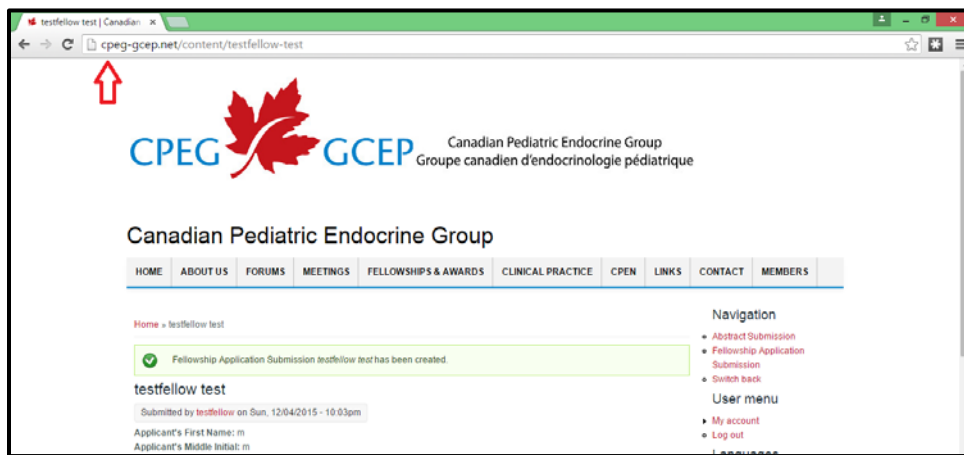 testfellow test | Canadian
cpeg-gcep.net/content/testfellow-test
CPEG GCEP
Canadian Pediatric Endocrine Group
Groupe canadien d'endocrinologie pédiatrique
Canadian Pediatric Endocrine Group
HOME ABOUT US FORUMS MEETINGS FELLOWSHIPS & AWARDS CLINICAL PRACTICE CPEN LINKS CONTACT MEMBERS
Home » testfellow test
Fellowship Application Submission testfellow test has been created.
testfellow test
Submitted by testfellow on Sun, 12/04/2015 - 10:03pm
Applicant's First Name: m
Applicant's Middle Initial: m
Navigation
Abstract Submission
Fellowship Application
Submission
Switch back
User menu
My account
Log out
Languages